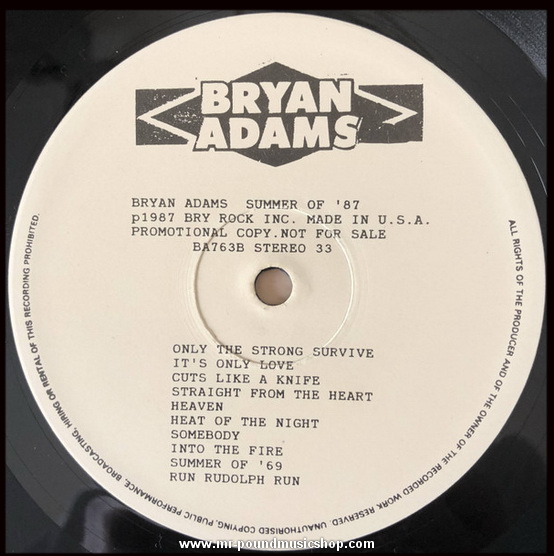 BRYAN
ADAMS
BRYAN ADAMS SUMMER OF '87
p1987 BRY ROCK INC. MADE IN U.S.A.
PROMOTIONAL COPY.NOT FOR SALE
BA763B STEREO 33
ONLY THE STRONG SURVIVE
IT'S ONLY LOVE
CUTS LIKE A KNIFE
STRAIGHT FROM THE HEART
HEAVEN
HEAT OF THE NIGHT
SOMEBODY
INTO THE FIRE
SUMMER OF '69
RUN RUDOLPH RUN
ALL RIGHTS OF THE PRODUCER AND OF THE OWNER OF THE RECORDED WORK RESERVED. UNAUTHORISED COPYING, PUBLIC PERFORMANCE, BROADCASTING, HIRING OR RENTAL OF THIS RECORDING PROHIBITED.
www.mr-poundmusicshop.com